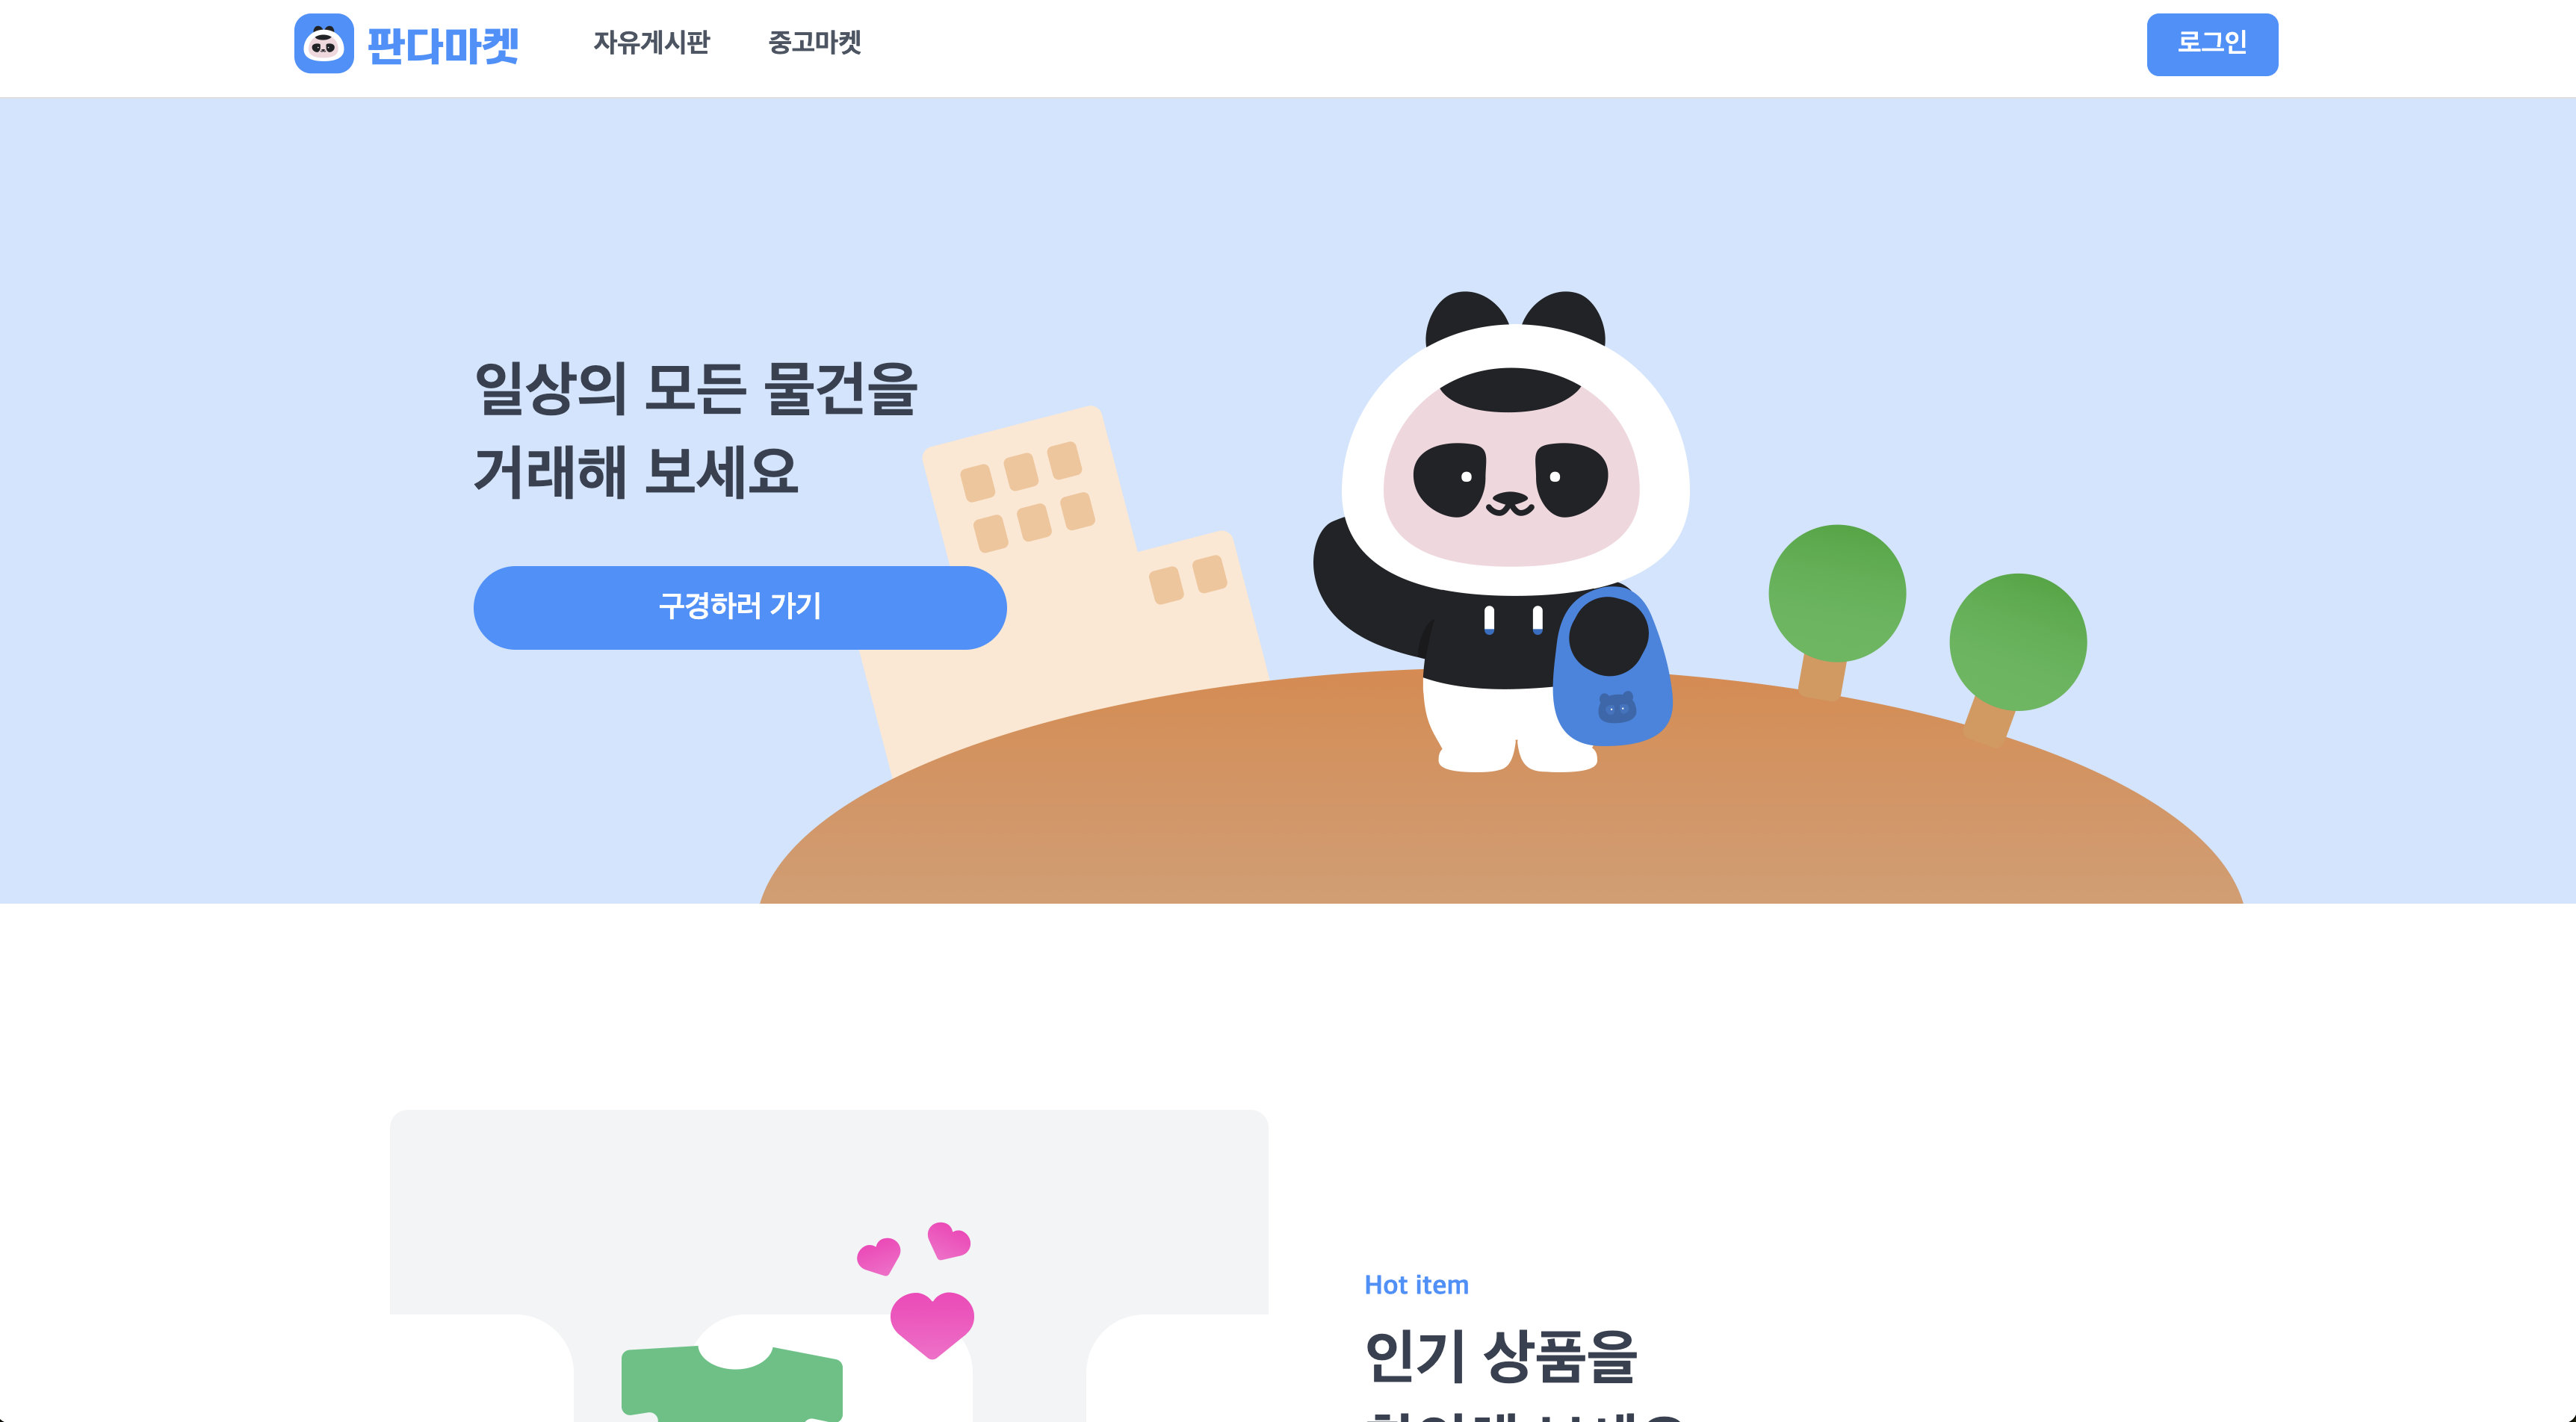 판다마켓
자유게시판
중고마켓
로그인
일상의 모든 물건을
거래해 보세요
구경하러 가기
Hot item
인기 상품을